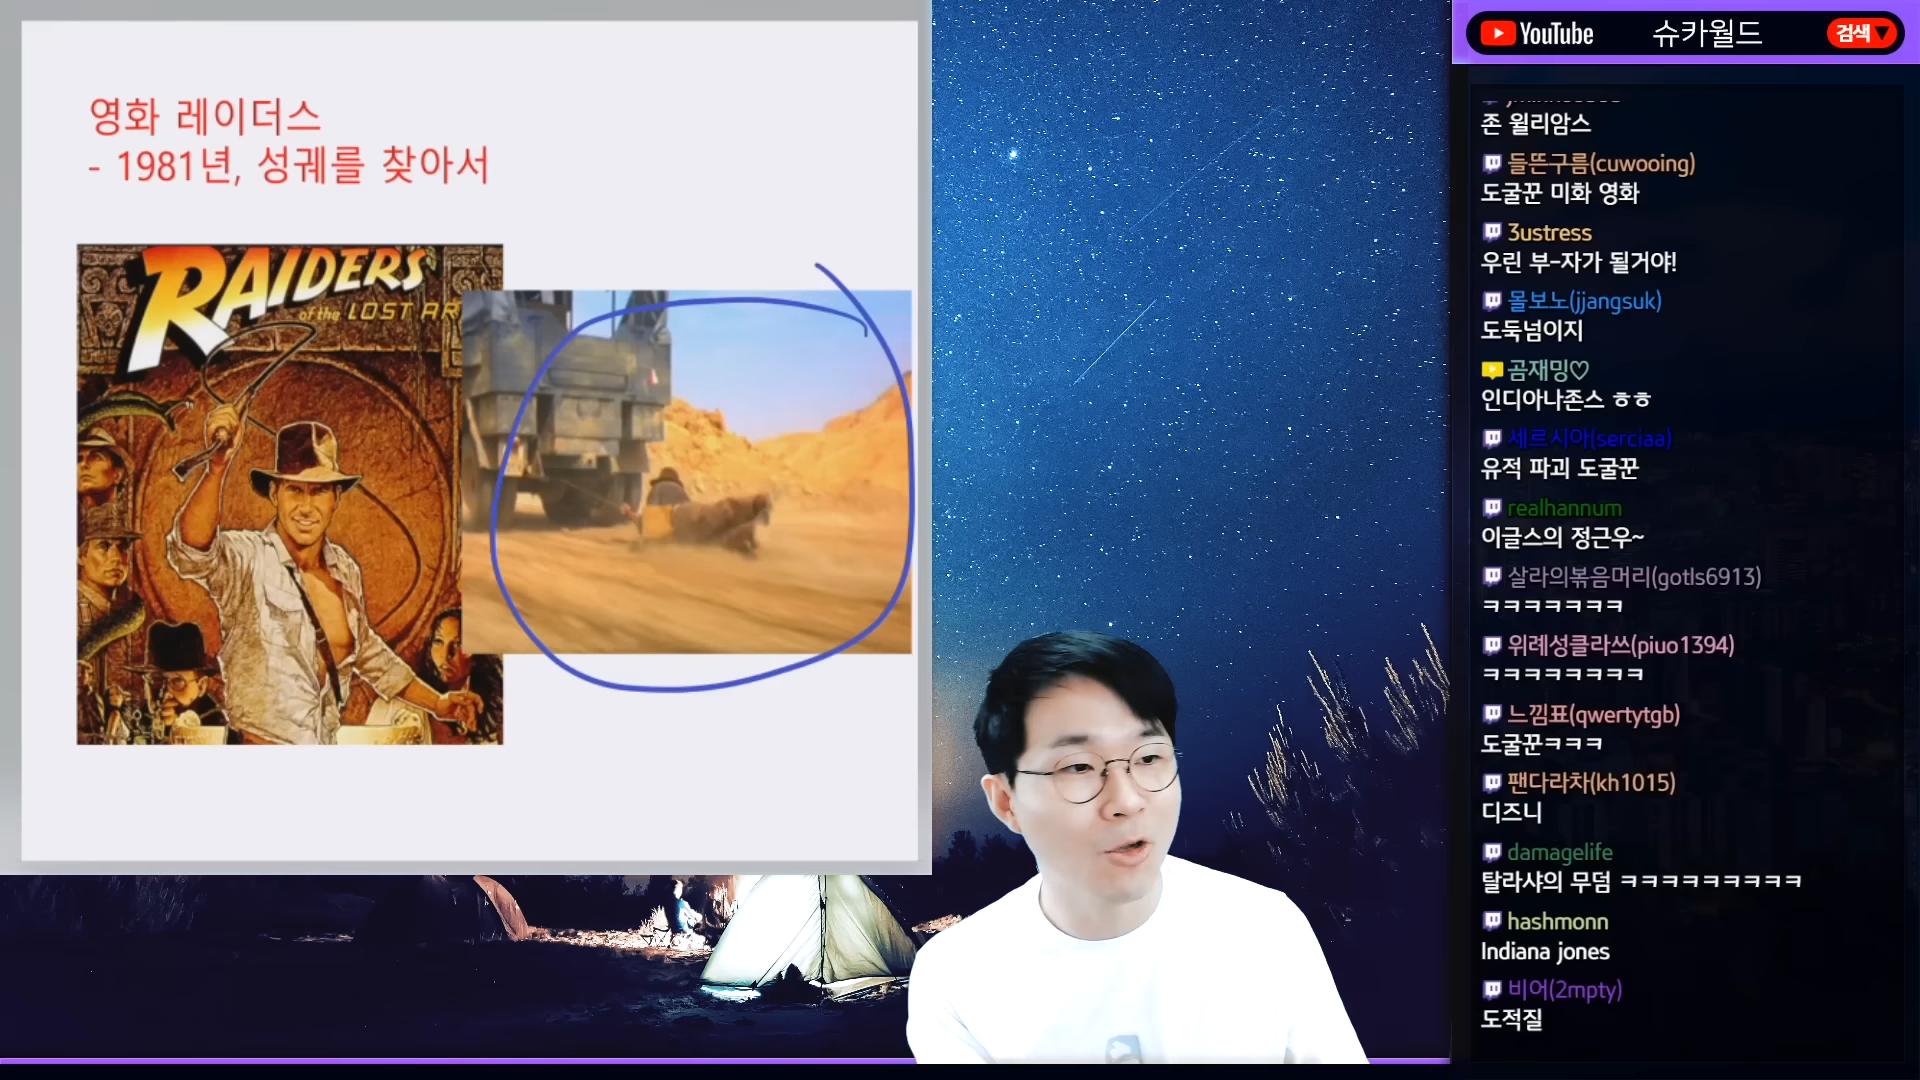 영화 레이더스
- 1981년, 성궤를 찾아서
RAIDERS
of the LOST AR
YouTube 슈카월드 검색▼
존 윌리암스
들뜬구름(cuwooing)
도굴꾼 미화 영화
3ustress
우린 부-자가 될거야!
몰보노(jjangsuk)
도둑넘이지
곰재밍♡
인디아나존스 ㅎㅎ
세르시아(serciaa)
유적 파괴 도굴꾼
realhannum
이글스의 정근우~
살라의볶음머리(gotls6913)
ㅋㅋㅋㅋㅋㅋㅋ
위례성클라쓰(piuo1394)
ㅋㅋㅋㅋㅋㅋㅋㅋ
느낌표(qwertytgb)
도굴꾼ㅋㅋㅋ
팬다라차(kh1015)
디즈니
damagelife
탈라샤의 무덤 ㅋㅋㅋㅋㅋㅋㅋㅋㅋ
hashmonn
Indiana jones
비어(2mpty)
도적질